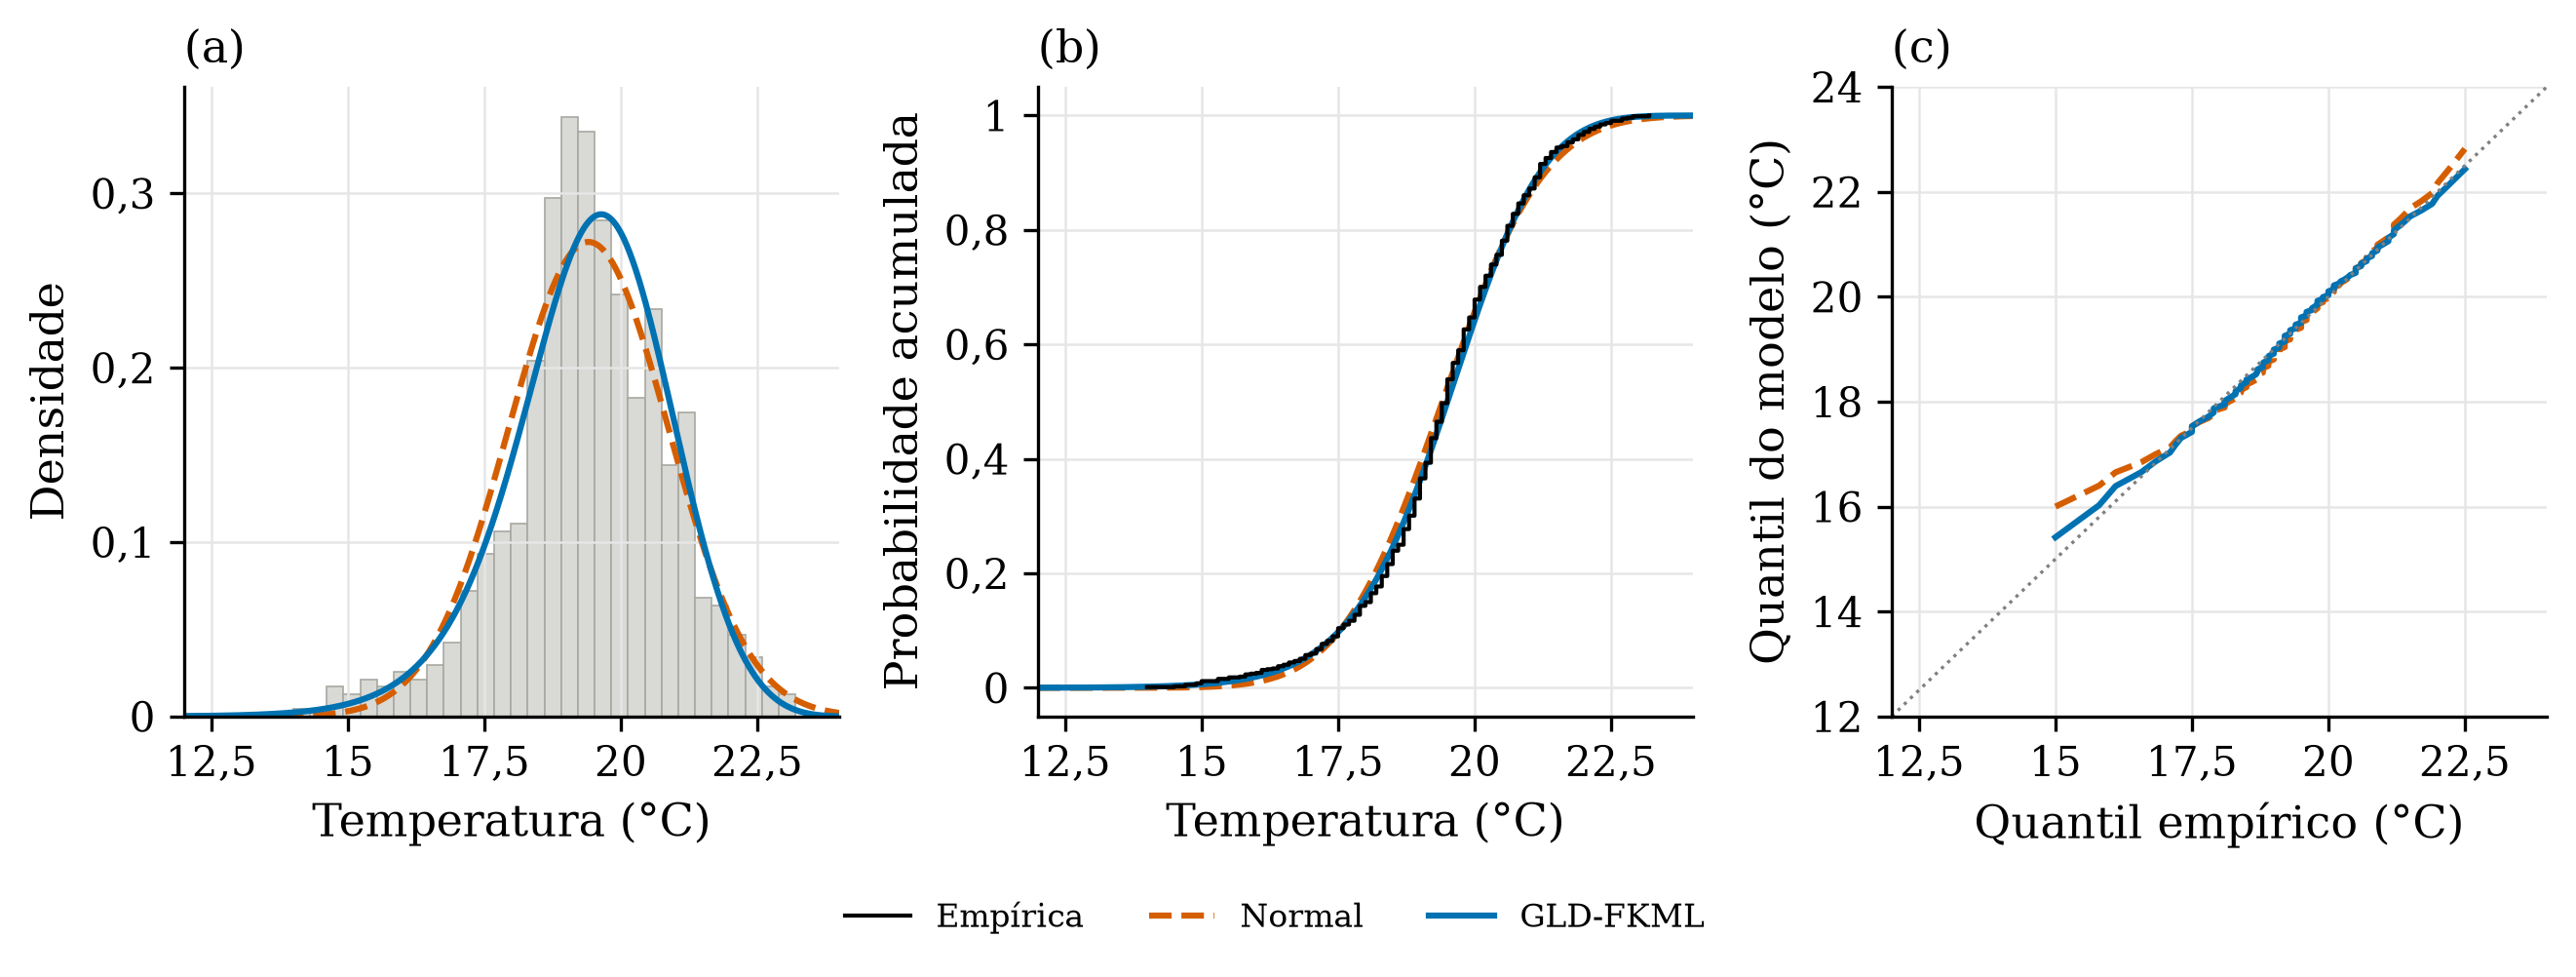 (a)
Densidade
0,3
0,2
0,1
0
12,5 15 17,5 20 22,5
Temperatura (°C)
(b)
Probabilidade acumulada
1
0,8
0,6
0,4
0,2
0
12,5 15 17,5 20 22,5
Temperatura (°C)
(c)
Quantil do modelo (°C)
24
22
20
18
16
14
12
12,5 15 17,5 20 22,5
Quantil empírico (°C)
Empírica Normal GLD-FKML